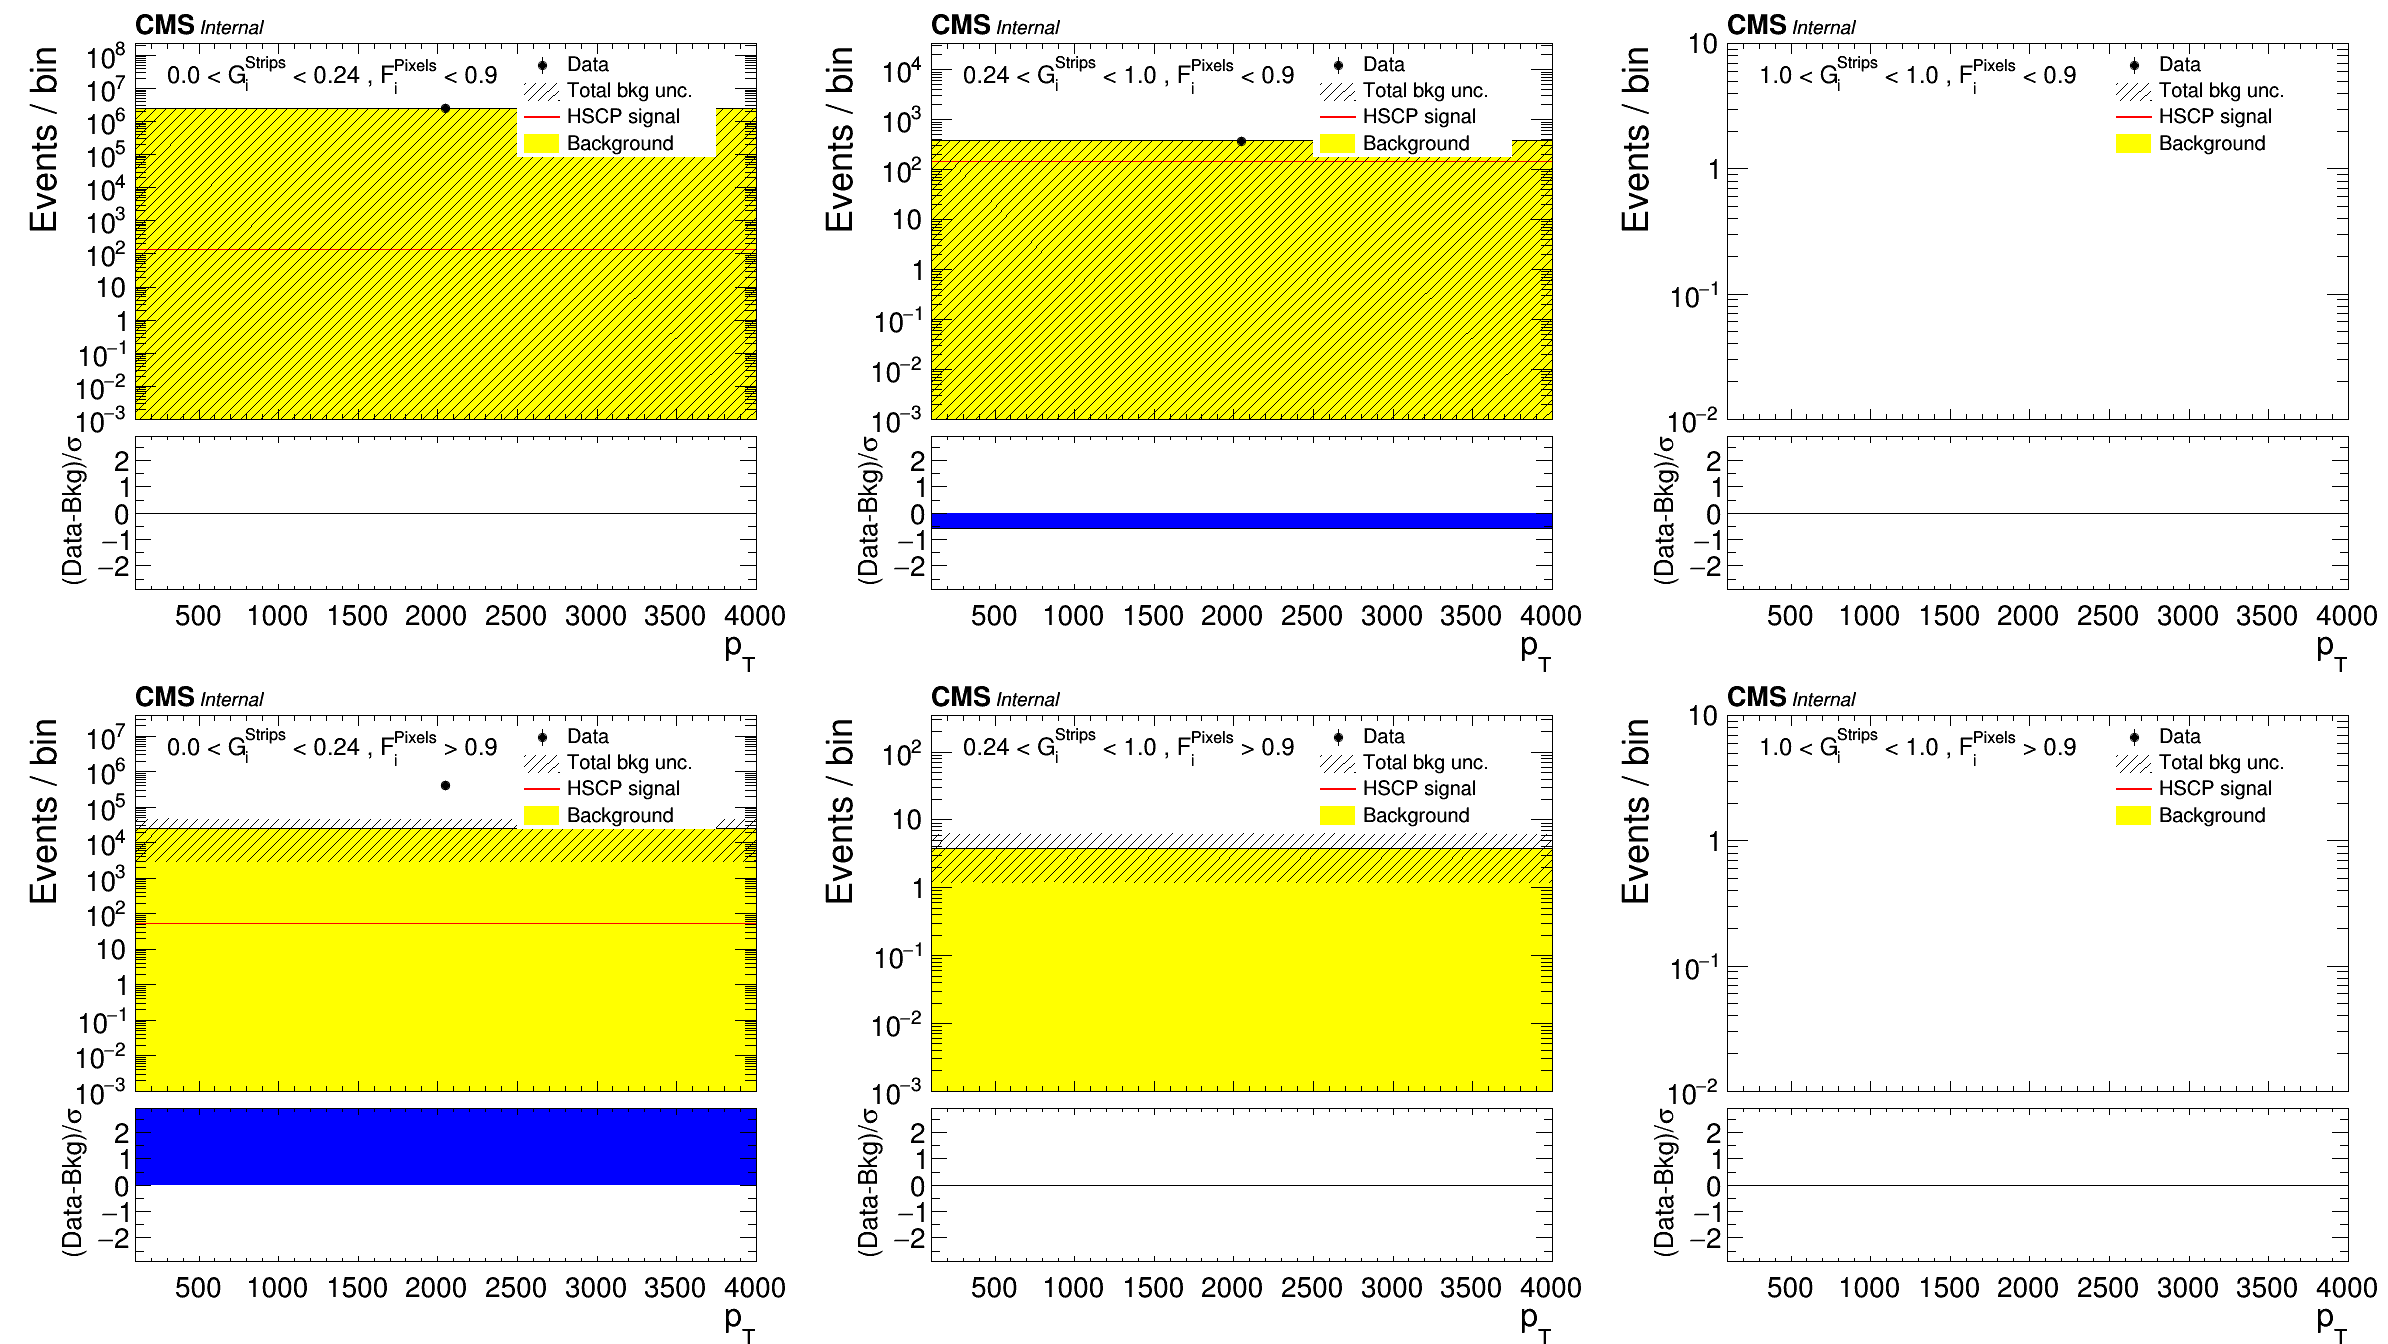 CMS Internal
Events / bin
0.0 < G_i^Strips < 0.24 , F_i^Pixels < 0.9
Data
Total bkg unc.
HSCP signal
Background
10^8
10^7
10^6
10^5
10^4
10^3
10^2
10
1
10^−1
10^−2
10^−3
(Data-Bkg)/σ
2
1
0
−1
−2
500 1000 1500 2000 2500 3000 3500 4000
p_T
CMS Internal
Events / bin
0.24 < G_i^Strips < 1.0 , F_i^Pixels < 0.9
Data
Total bkg unc.
HSCP signal
Background
10^4
10^3
10^2
10
1
10^−1
10^−2
10^−3
(Data-Bkg)/σ
2
1
0
−1
−2
500 1000 1500 2000 2500 3000 3500 4000
p_T
CMS Internal
Events / bin
1.0 < G_i^Strips < 1.0 , F_i^Pixels < 0.9
Data
Total bkg unc.
HSCP signal
Background
10
1
10^−1
10^−2
(Data-Bkg)/σ
2
1
0
−1
−2
500 1000 1500 2000 2500 3000 3500 4000
p_T
CMS Internal
Events / bin
0.0 < G_i^Strips < 0.24 , F_i^Pixels > 0.9
Data
Total bkg unc.
HSCP signal
Background
10^7
10^6
10^5
10^4
10^3
10^2
10
1
10^−1
10^−2
10^−3
(Data-Bkg)/σ
2
1
0
−1
−2
500 1000 1500 2000 2500 3000 3500 4000
p_T
CMS Internal
Events / bin
0.24 < G_i^Strips < 1.0 , F_i^Pixels > 0.9
Data
Total bkg unc.
HSCP signal
Background
10^2
10
1
10^−1
10^−2
10^−3
(Data-Bkg)/σ
2
1
0
−1
−2
500 1000 1500 2000 2500 3000 3500 4000
p_T
CMS Internal
Events / bin
1.0 < G_i^Strips < 1.0 , F_i^Pixels > 0.9
Data
Total bkg unc.
HSCP signal
Background
10
1
10^−1
10^−2
(Data-Bkg)/σ
2
1
0
−1
−2
500 1000 1500 2000 2500 3000 3500 4000
p_T